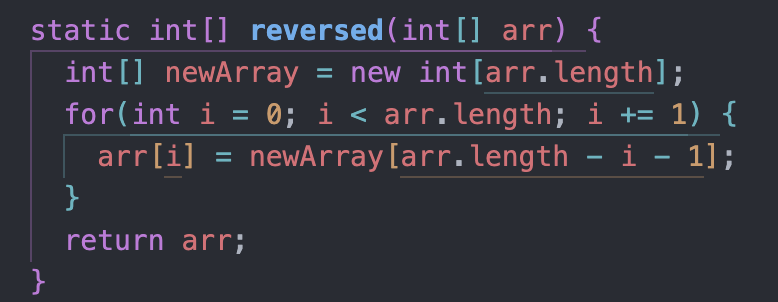 static int[] reversed(int[] arr) {
int[] newArray = new int[arr.length];
for(int i = 0; i < arr.length; i += 1) {
arr[i] = newArray[arr.length - i - 1];
}
return arr;
}